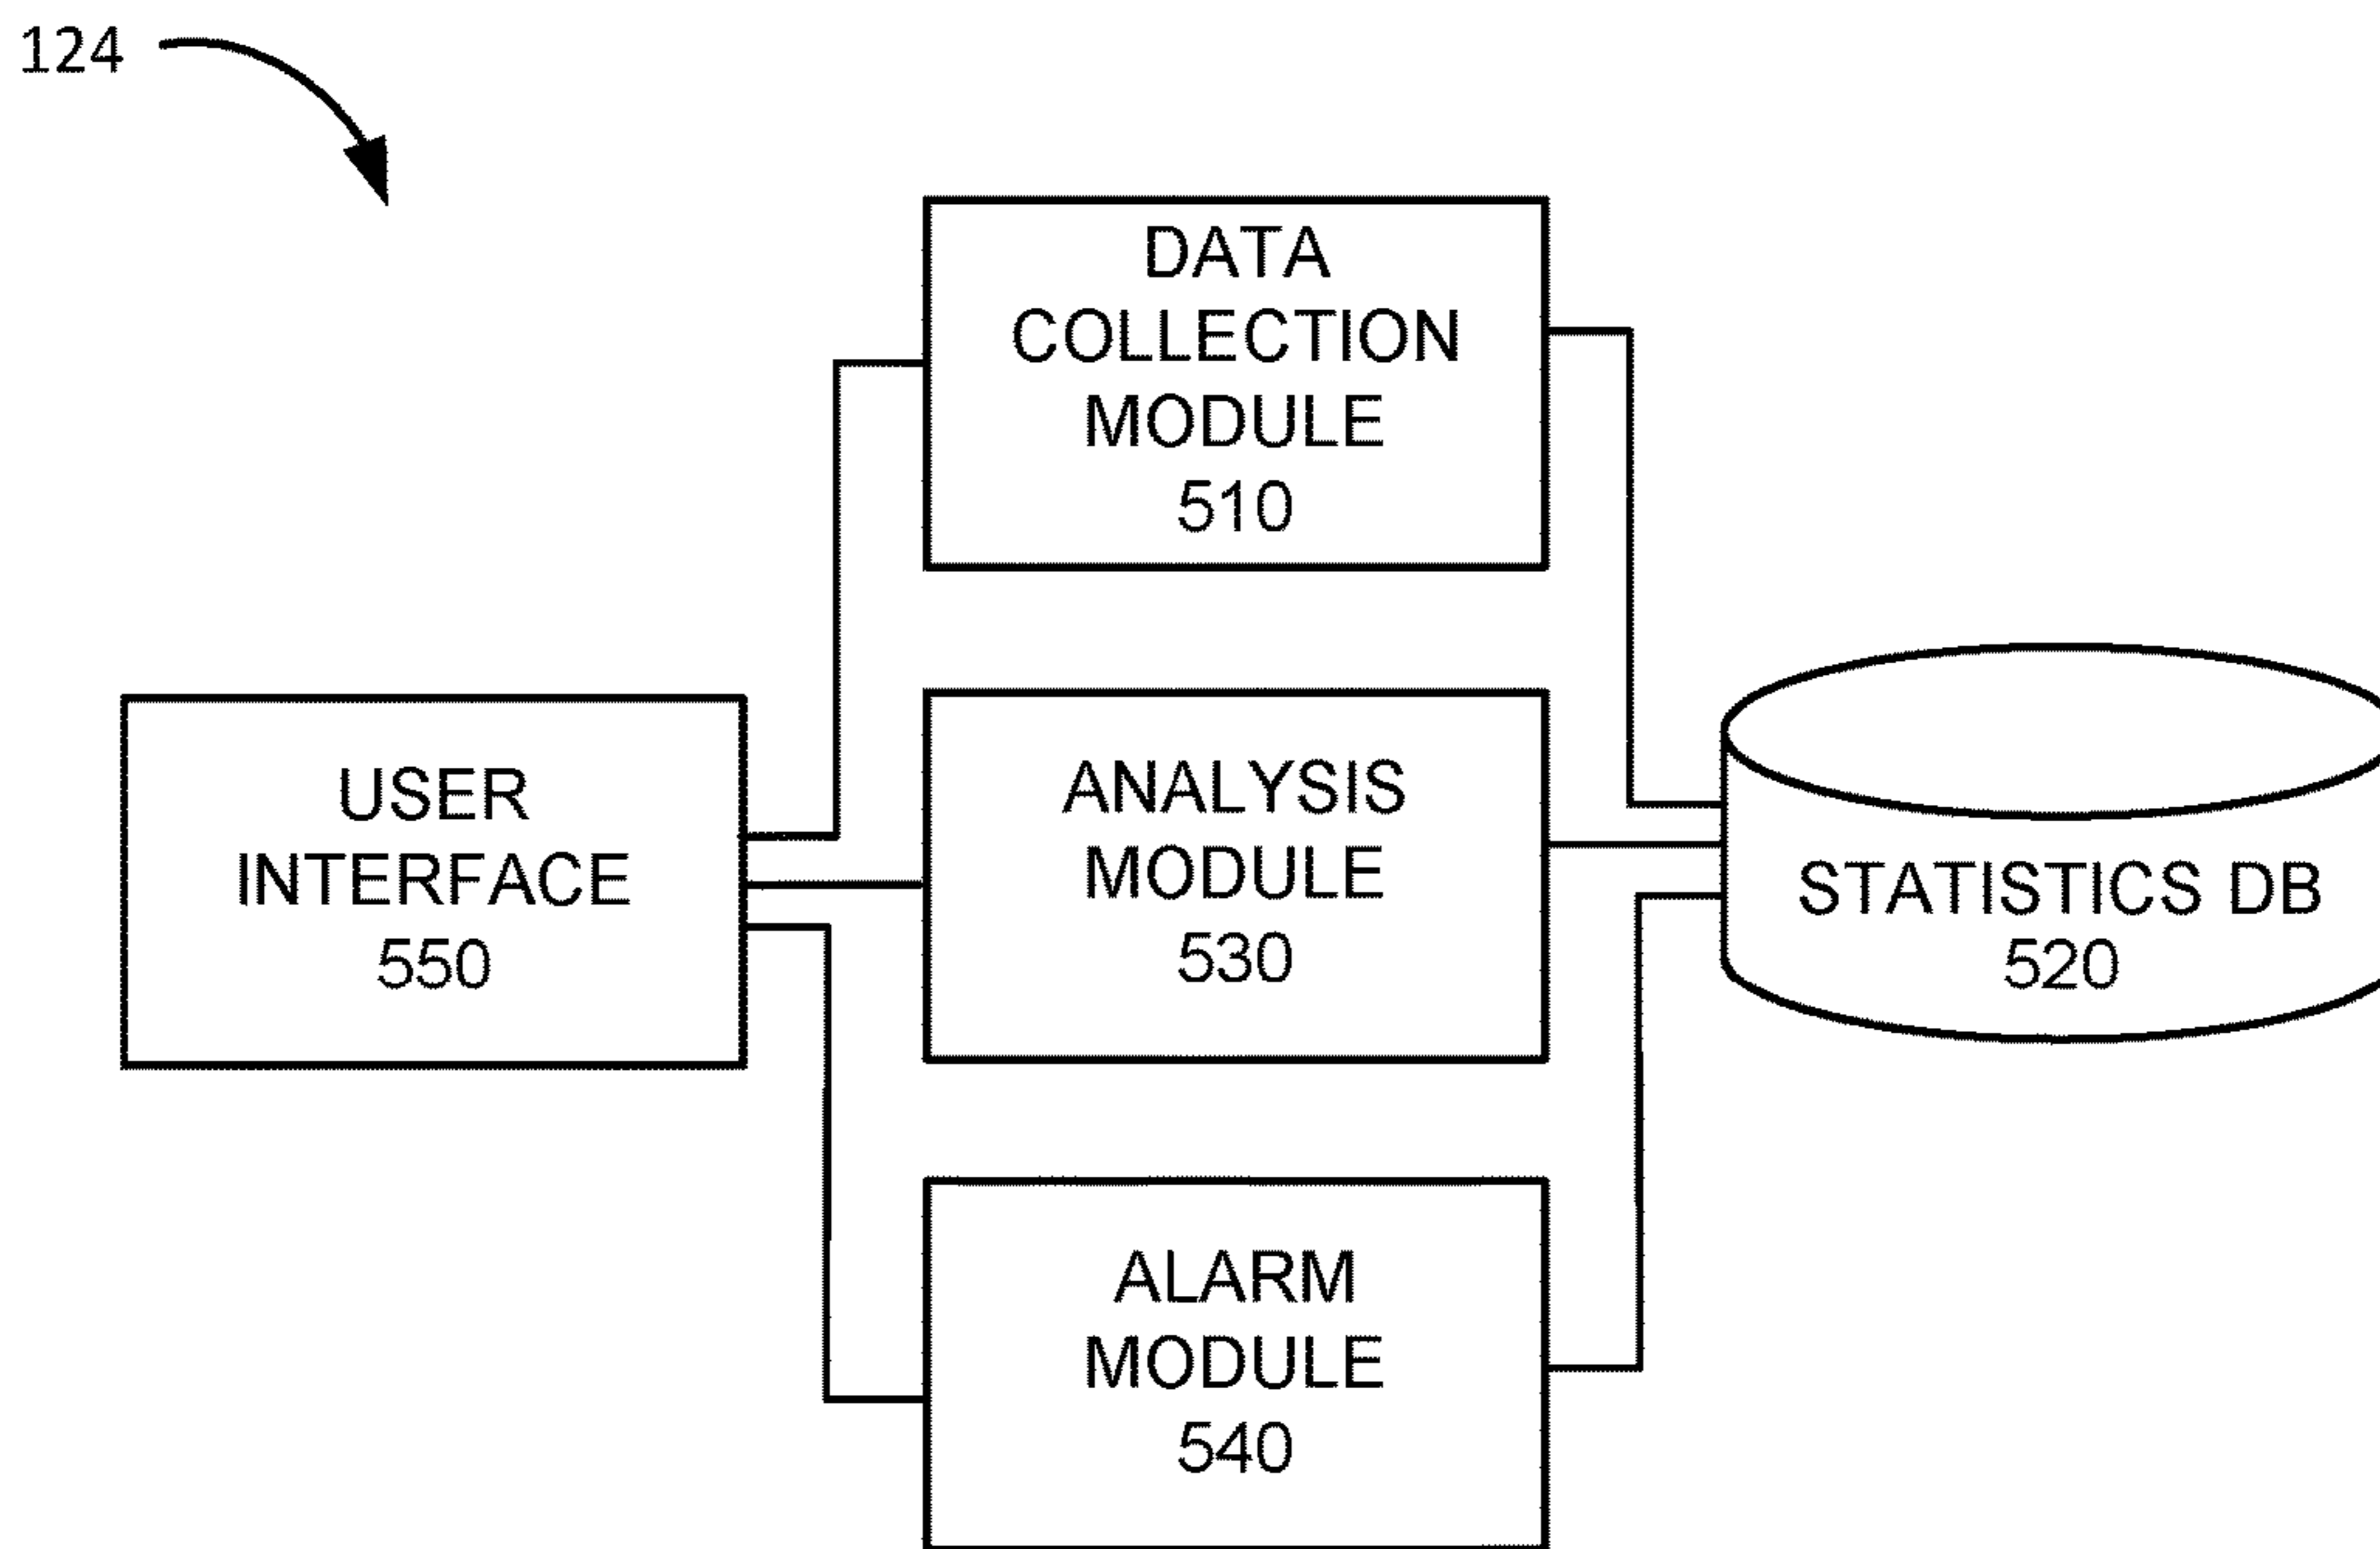 124
DATA
COLLECTION
MODULE
510
USER
INTERFACE
550
ANALYSIS
MODULE
530
STATISTICS DB
520
ALARM
MODULE
540